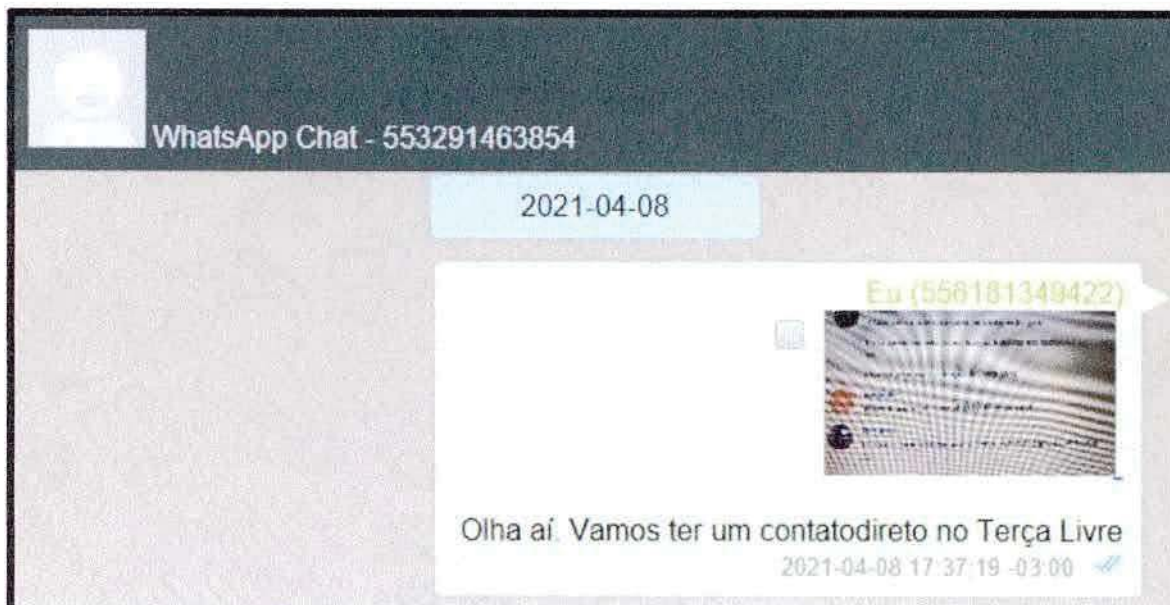 WhatsApp Chat - 553291463854
2021-04-08
Eu (558181349422)
Olha aí. Vamos ter um contatodireto no Terça Livre
2021-04-08 17:37:19 -03:00